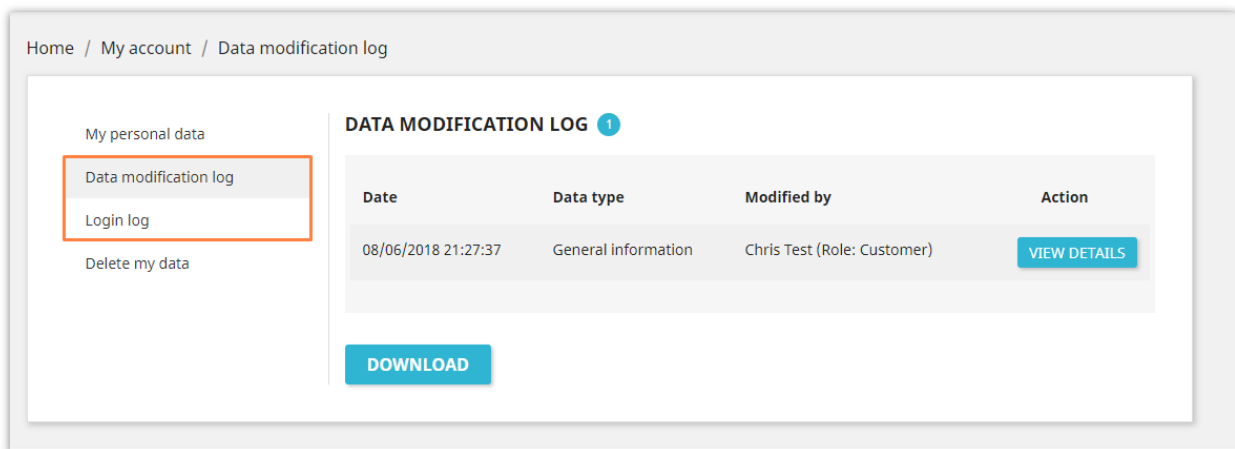 Home / My account / Data modification log
My personal data
Data modification log
Login log
Delete my data
DATA MODIFICATION LOG 1
Date Data type Modified by Action
08/06/2018 21:27:37 General information Chris Test (Role: Customer) VIEW DETAILS
DOWNLOAD